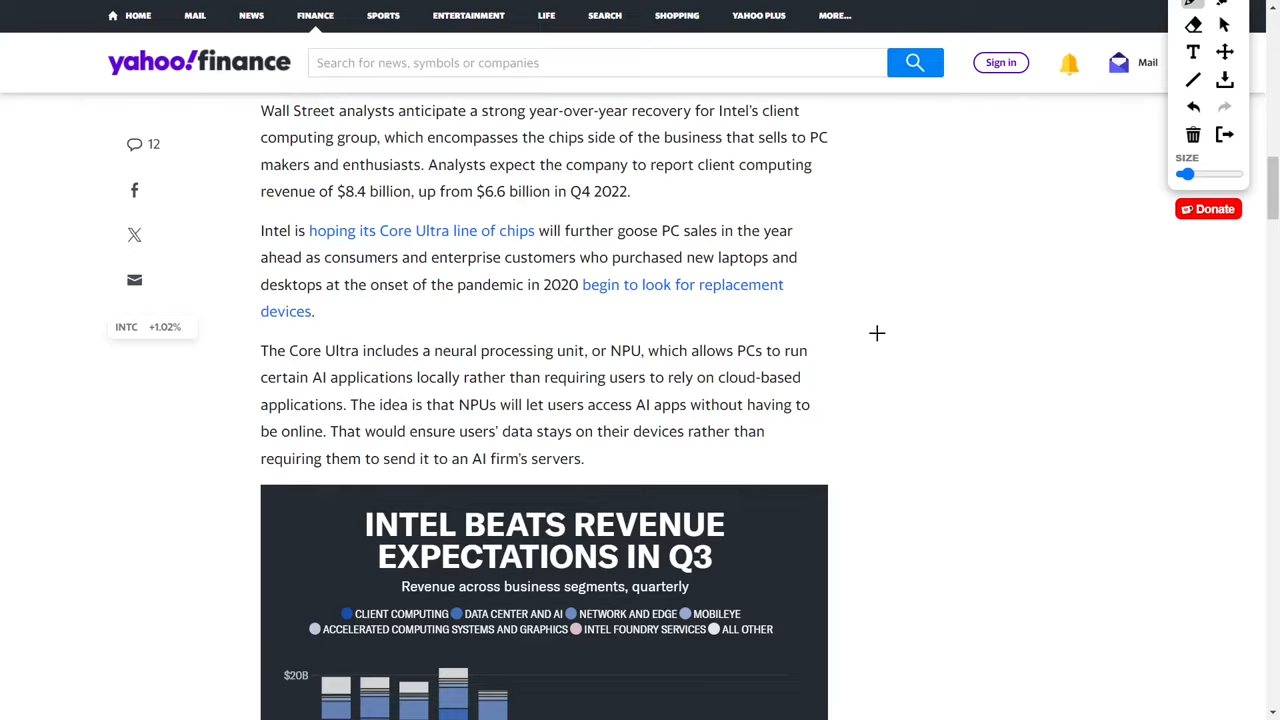 HOME MAIL NEWS FINANCE SPORTS ENTERTAINMENT LIFE SEARCH SHOPPING YAHOO PLUS MORE...
yahoo!finance Search for news, symbols or companies Sign in Mail
T
SIZE
Donate
12
INTC +1.02%
Wall Street analysts anticipate a strong year-over-year recovery for Intel's client
computing group, which encompasses the chips side of the business that sells to PC
makers and enthusiasts. Analysts expect the company to report client computing
revenue of $8.4 billion, up from $6.6 billion in Q4 2022.
Intel is hoping its Core Ultra line of chips will further goose PC sales in the year
ahead as consumers and enterprise customers who purchased new laptops and
desktops at the onset of the pandemic in 2020 begin to look for replacement
devices.
The Core Ultra includes a neural processing unit, or NPU, which allows PCs to run
certain AI applications locally rather than requiring users to rely on cloud-based
applications. The idea is that NPUs will let users access AI apps without having to
be online. That would ensure users' data stays on their devices rather than
requiring them to send it to an AI firm's servers.
INTEL BEATS REVENUE
EXPECTATIONS IN Q3
Revenue across business segments, quarterly
CLIENT COMPUTING DATA CENTER AND AI NETWORK AND EDGE MOBILEYE
ACCELERATED COMPUTING SYSTEMS AND GRAPHICS INTEL FOUNDRY SERVICES ALL OTHER
$20B